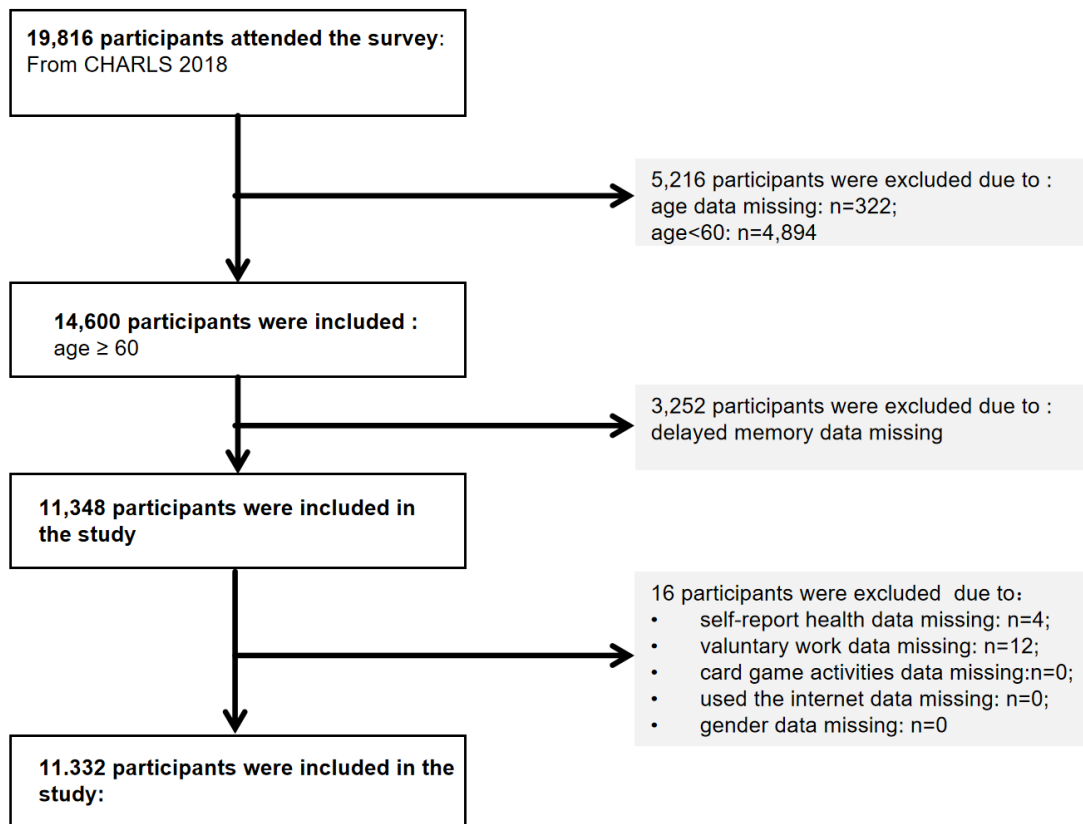 19,816 participants attended the survey:
From CHARLS 2018
5,216 participants were excluded due to :
age data missing: n=322;
age<60: n=4,894
14,600 participants were included :
age ≥ 60
3,252 participants were excluded due to :
delayed memory data missing
11,348 participants were included in
the study
16 participants were excluded  due to：
• self-report health data missing: n=4;
• valuntary work data missing: n=12;
• card game activities data missing:n=0;
• used the internet data missing: n=0;
• gender data missing: n=0
11.332 participants were included in the
study: